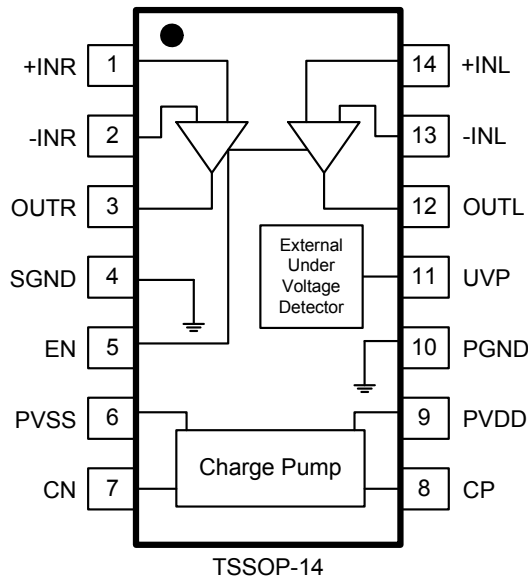 +INR 1 14 +INL
-INR 2 13 -INL
OUTR 3 12 OUTL
External
Under
Voltage
Detector
SGND 4 11 UVP
EN 5 10 PGND
PVSS 6 9 PVDD
Charge Pump
CN 7 8 CP
TSSOP-14